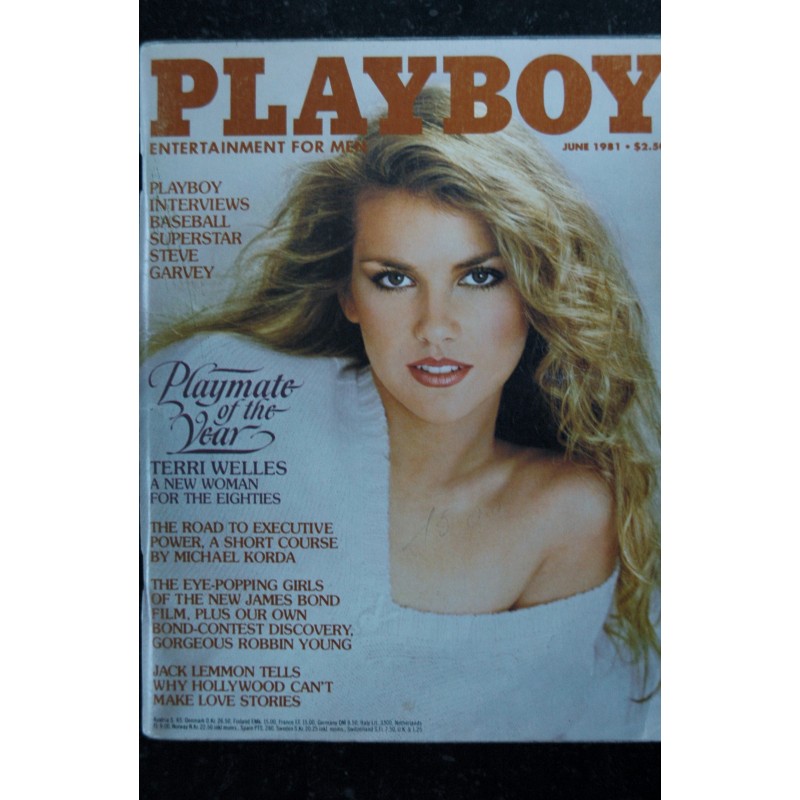 PLAYBOY
ENTERTAINMENT FOR MEN
JUNE 1981 • $2.50
PLAYBOY
INTERVIEWS
BASEBALL
SUPERSTAR
STEVE
GARVEY
Playmate
of the
Year
TERRI WELLES
A NEW WOMAN
FOR THE EIGHTIES
THE ROAD TO EXECUTIVE
POWER, A SHORT COURSE
BY MICHAEL KORDA
THE EYE-POPPING GIRLS
OF THE NEW JAMES BOND
FILM, PLUS OUR OWN
BOND-CONTEST DISCOVERY,
GORGEOUS ROBBIN YOUNG
JACK LEMMON TELLS
WHY HOLLYWOOD CAN'T
MAKE LOVE STORIES